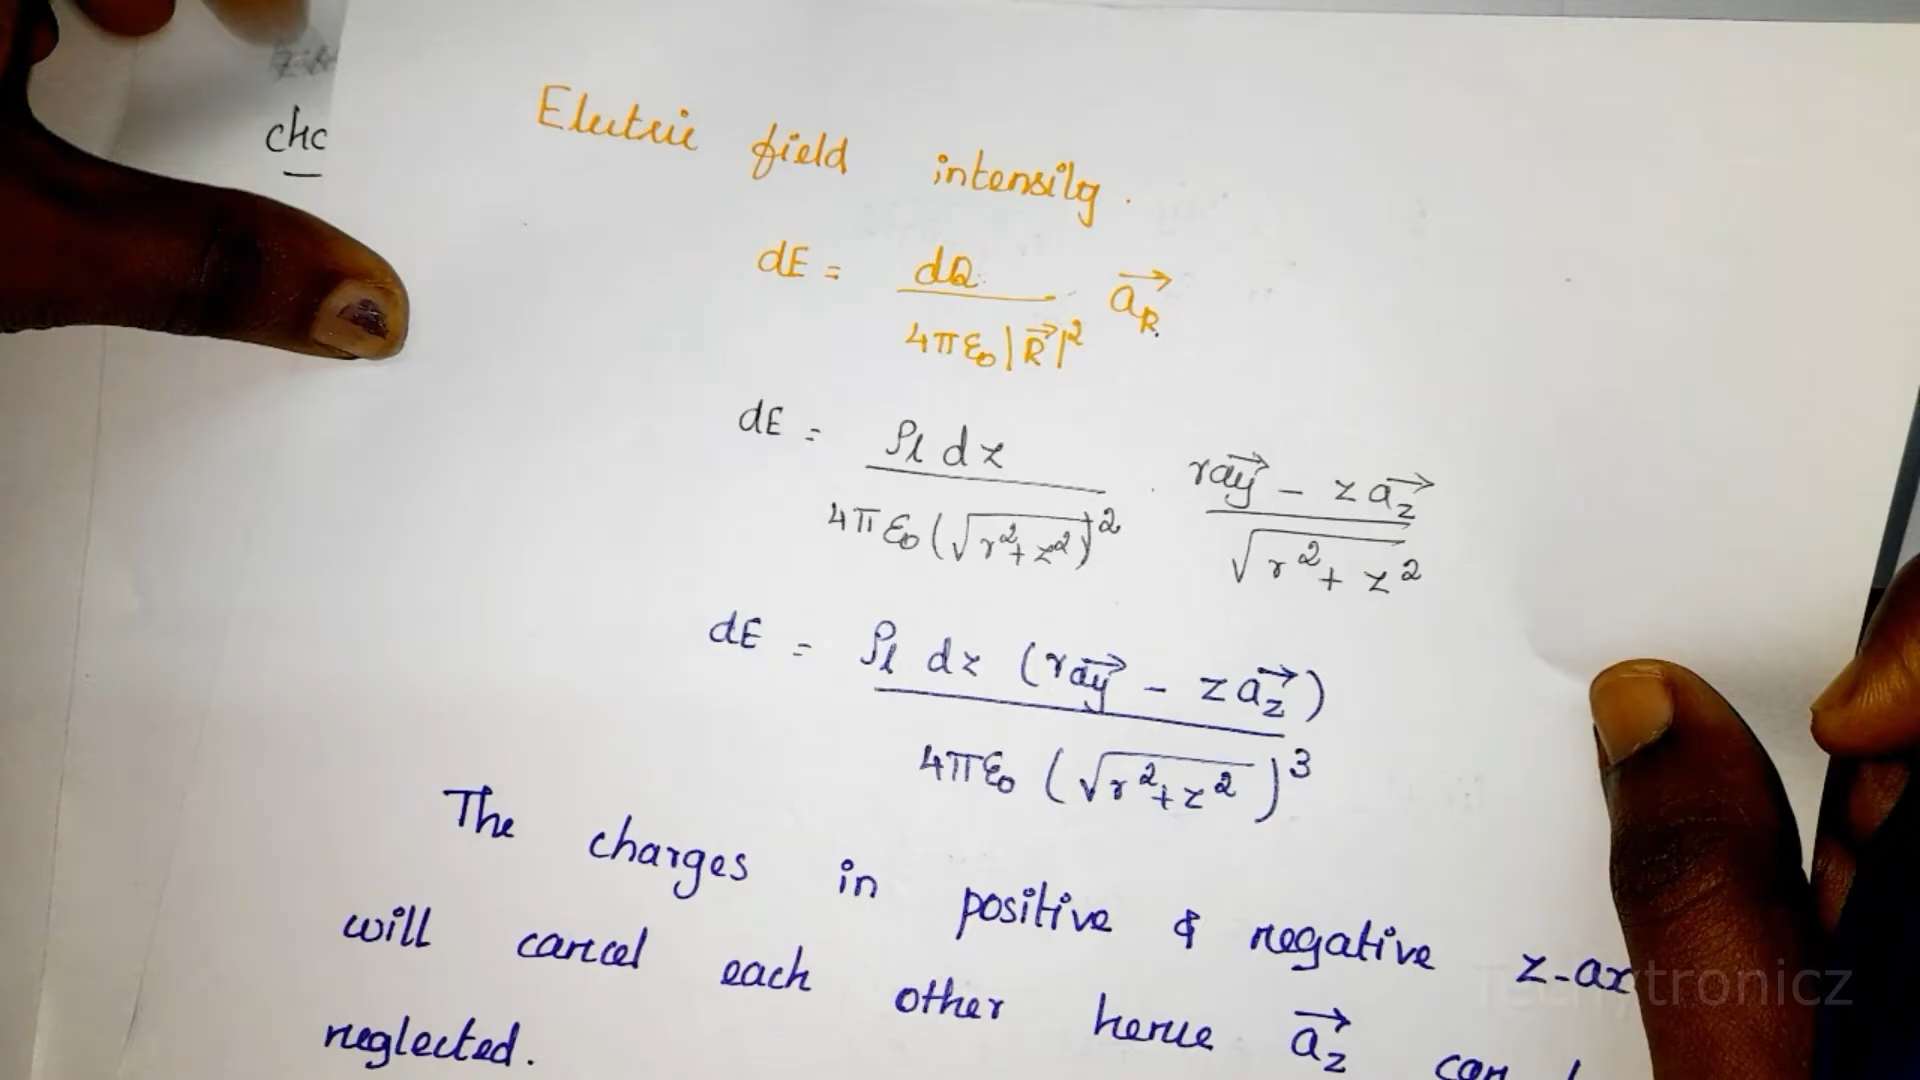 Electric field intensity.
dE = dQ / 4πε₀|R⃗|² a⃗_R.
dE = ρₗ dz / 4πε₀(√r²+z²)² · r a⃗y − z a⃗z / √r²+z²
dE = ρₗ dz (r a⃗y − z a⃗z) / 4πε₀ (√r²+z²)³
The charges in positive & negative z-ax
will cancel each other hence a⃗z can
neglected.